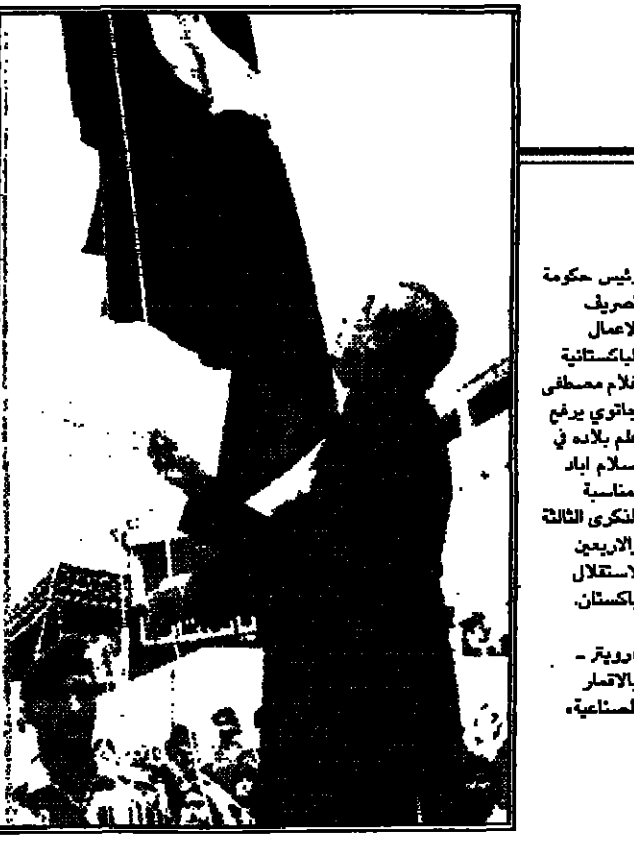 رئيس حكومة
تصريف
الاعمال
الباكستانية
غلام مصطفى
جاتوي يرفع
علم بلاده في
اسلام اباد
بمناسبة
الذكرى الثالثة
والاربعين
لاستقلال
باكستان.
«رويتر ـ
بالاقمار
الصناعية»